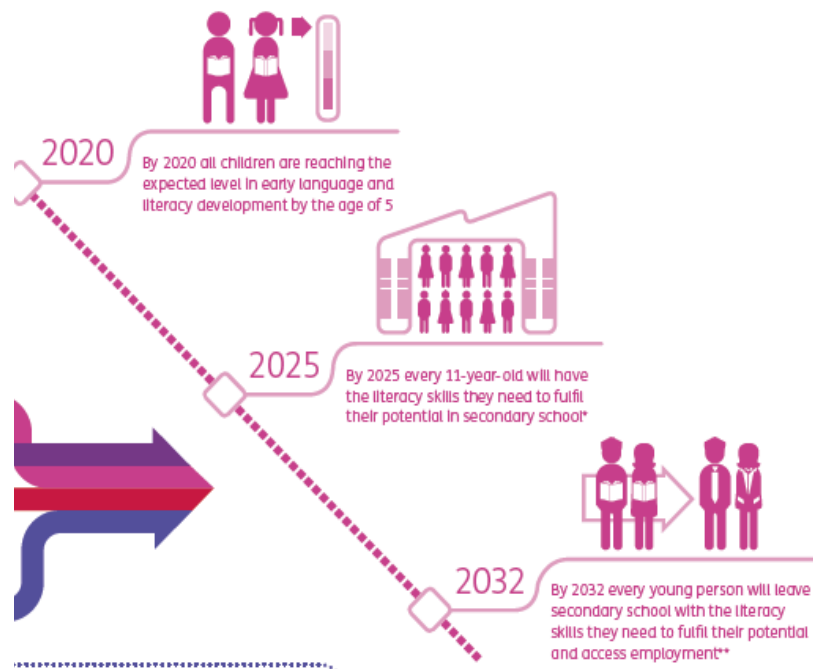 2020
By 2020 all children are reaching the
expected level in early language and
literacy development by the age of 5
2025
By 2025 every 11-year-old will have
the literacy skills they need to fulfil
their potential in secondary school*
2032
By 2032 every young person will leave
secondary school with the literacy
skills they need to fulfil their potential
and access employment**